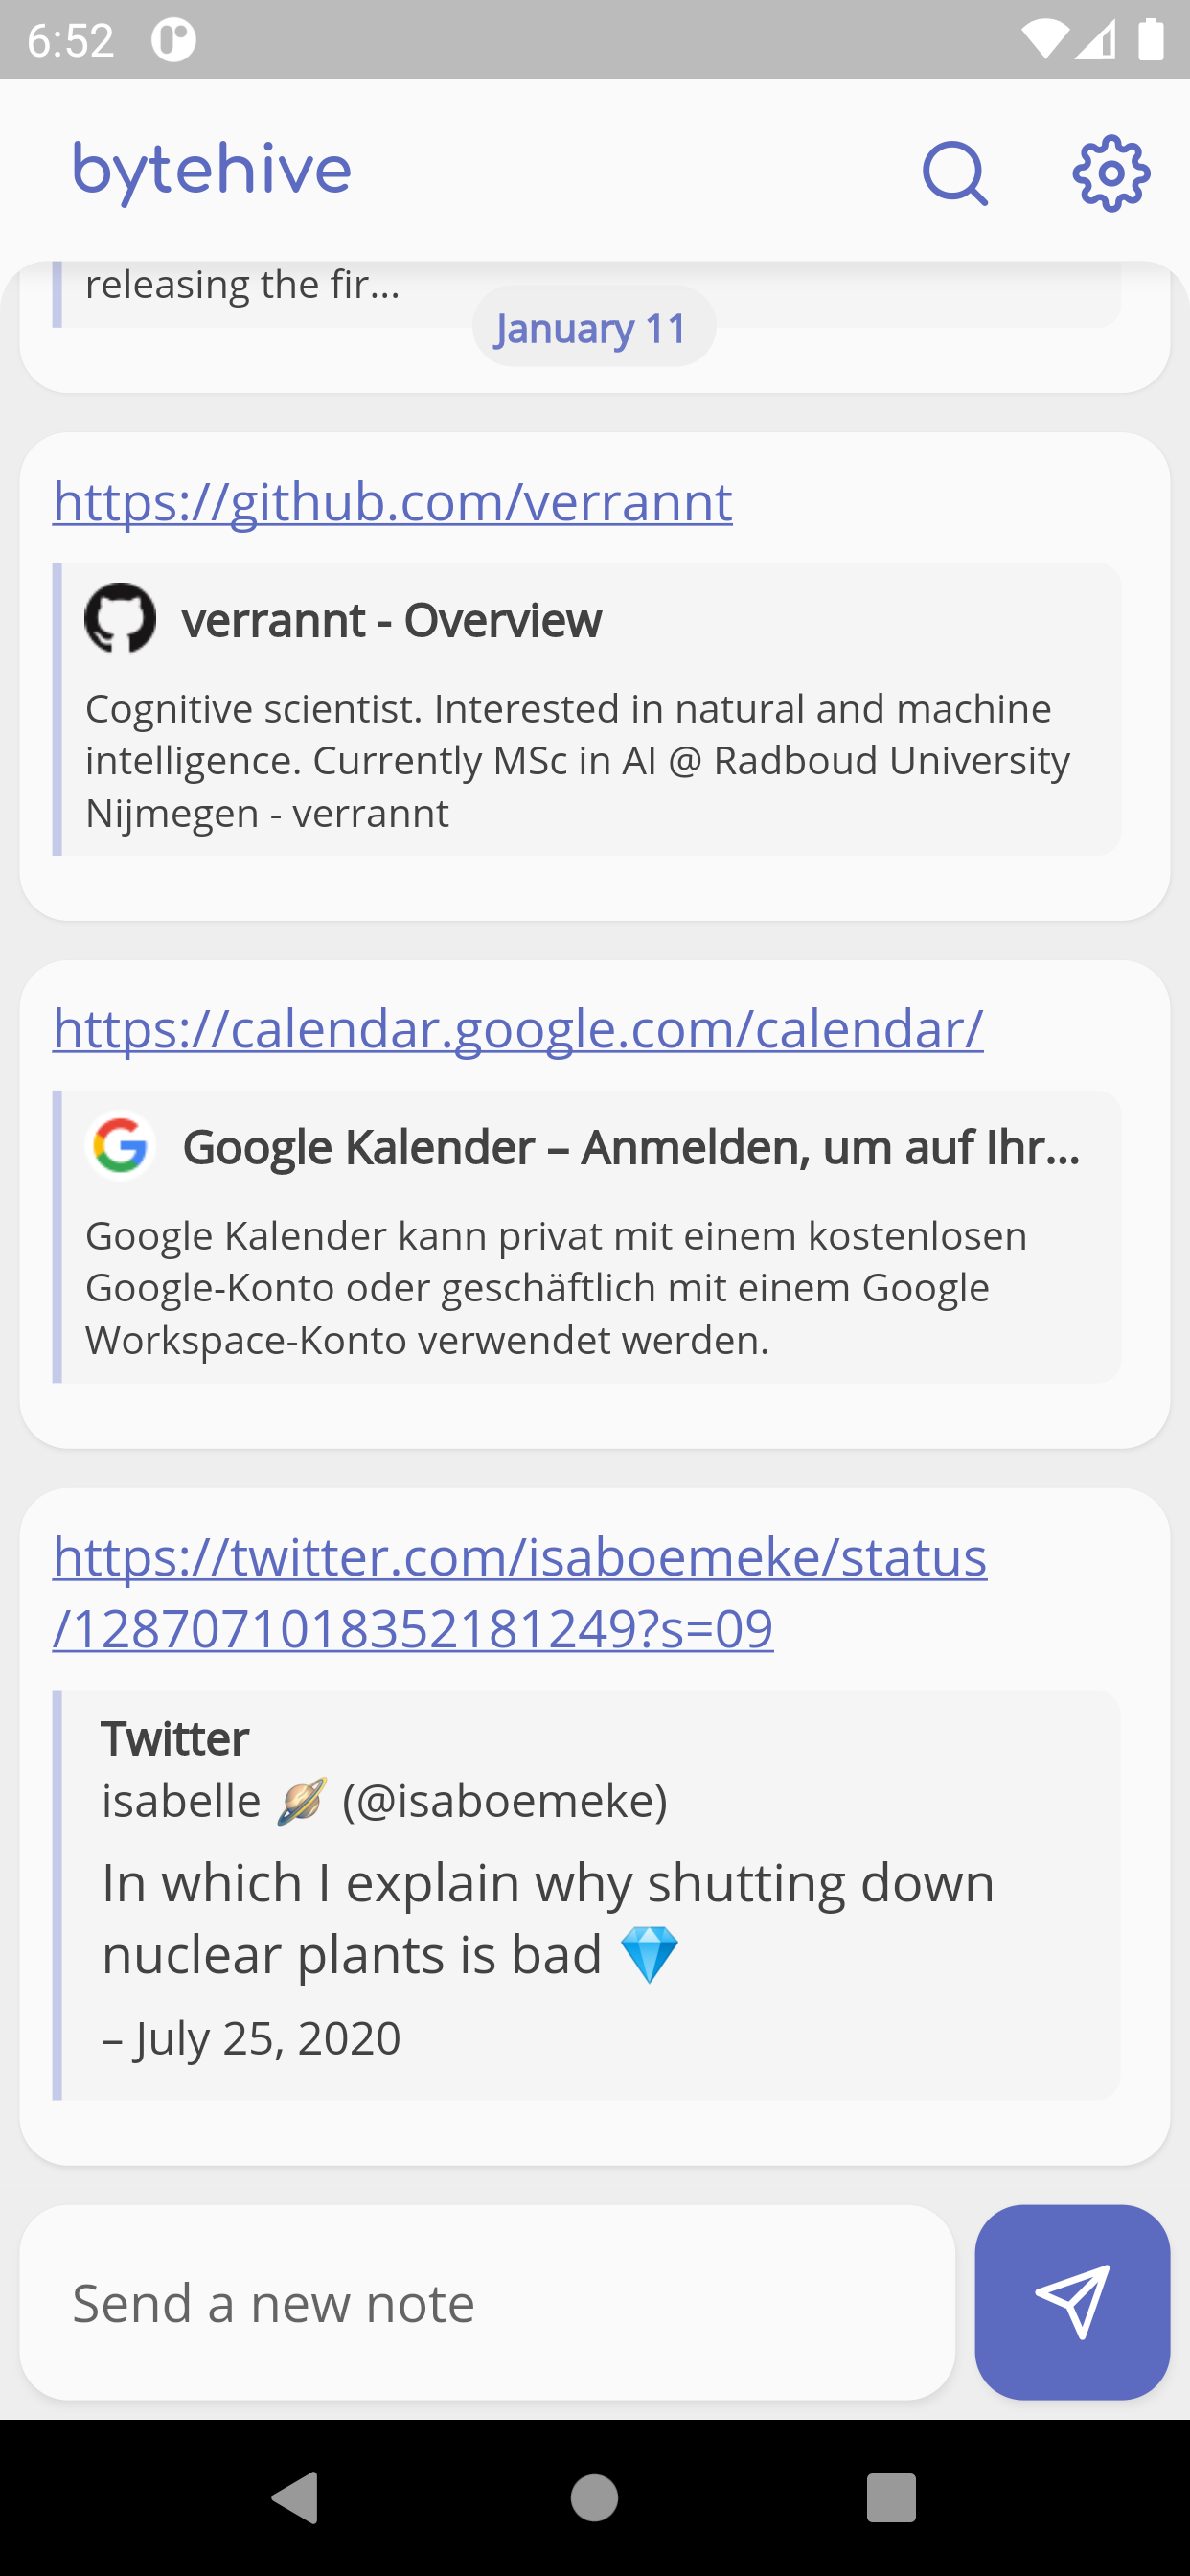 6:52
bytehive
releasing the fir...
January 11
https://github.com/verrannt
verrannt - Overview
Cognitive scientist. Interested in natural and machine
intelligence. Currently MSc in AI @ Radboud University
Nijmegen - verrannt
https://calendar.google.com/calendar/
Google Kalender – Anmelden, um auf Ihr...
Google Kalender kann privat mit einem kostenlosen
Google-Konto oder geschäftlich mit einem Google
Workspace-Konto verwendet werden.
https://twitter.com/isaboemeke/status
/1287071018352181249?s=09
Twitter
isabelle 🪐 (@isaboemeke)
In which I explain why shutting down
nuclear plants is bad 💎
– July 25, 2020
Send a new note